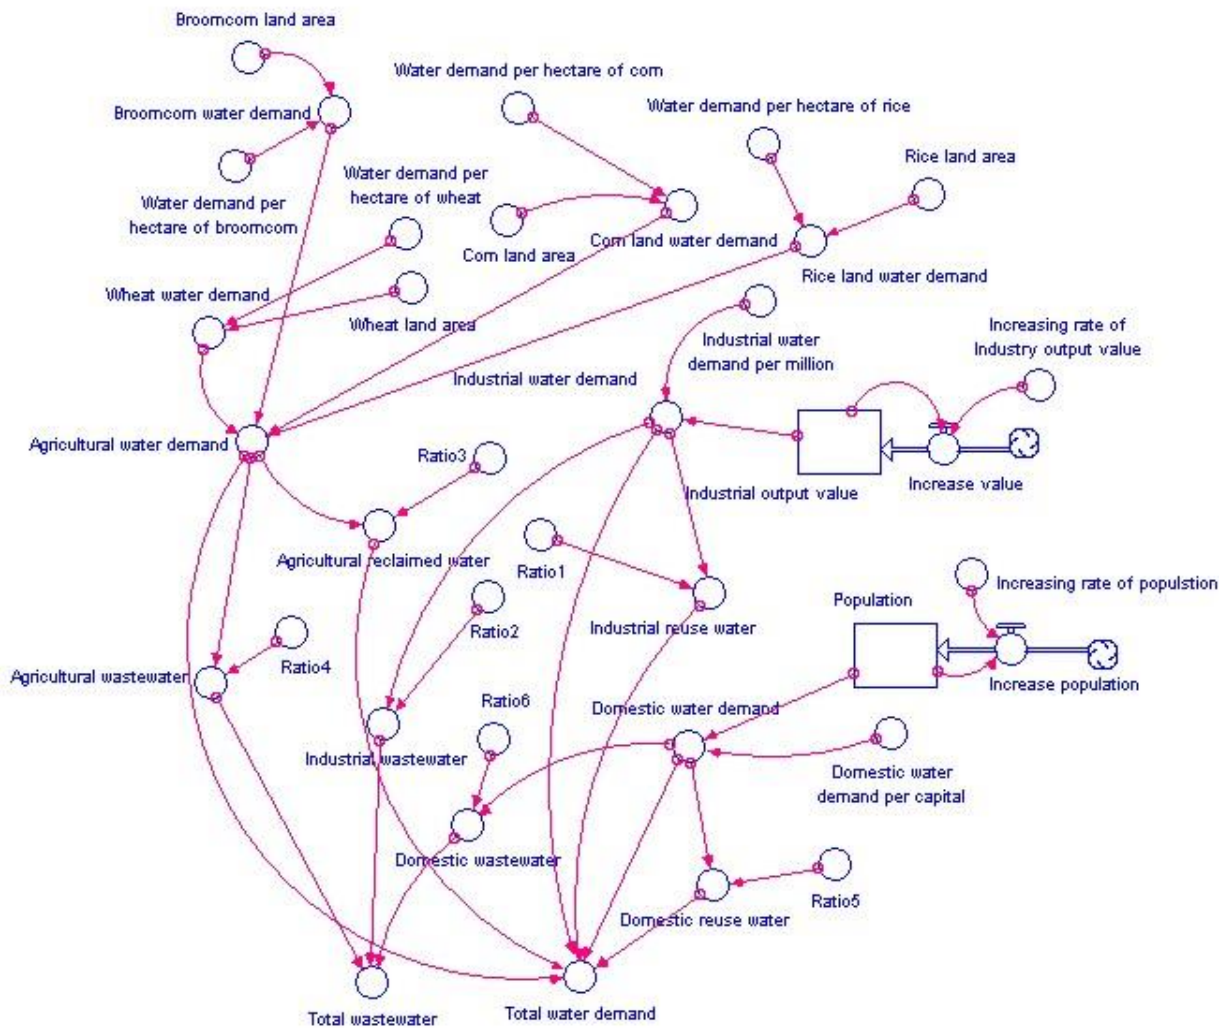 Broomcorn land area
Water demand per hectare of corn
Broomcorn water demand
Water demand per hectare of rice
Rice land area
Water demand per
hectare of wheat
Water demand per
hectare of broomcorn
Corn land water demand
Corn land area
Rice land water demand
Wheat water demand
Wheat land area
Industrial water
demand per million
Increasing rate of
Industry output value
Industrial water demand
Agricultural water demand
Ratio3
Industrial output value
Increase value
Agricultural reclaimed water
Ratio1
Increasing rate of populstion
Population
Ratio2
Industrial reuse water
Ratio4
Agricultural wastewater
Increase population
Ratio6
Domestic water demand
Industrial wastewater
Domestic water
demand per capital
Domestic wastewater
Ratio5
Domestic reuse water
Total wastewater
Total water demand